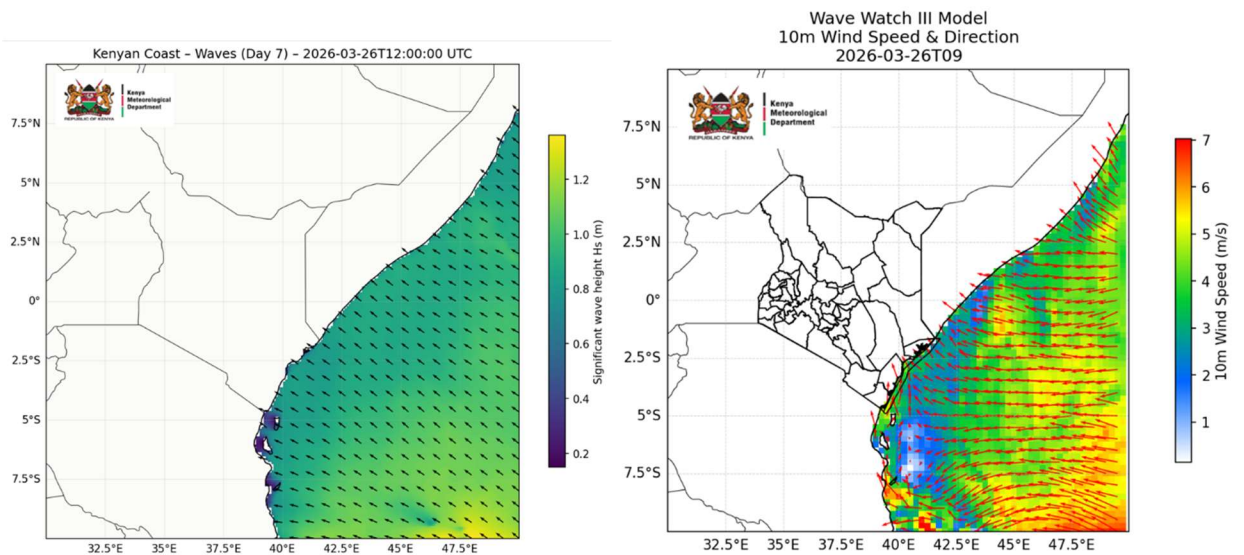 Kenyan Coast – Waves (Day 7) – 2026-03-26T12:00:00 UTC
Kenya
Meteorological
Department
REPUBLIC OF KENYA
7.5°N
5°N
2.5°N
0°
2.5°S
5°S
7.5°S
32.5°E 35°E 37.5°E 40°E 42.5°E 45°E 47.5°E
1.2
1.0
0.8
0.6
0.4
0.2
Significant wave height Hs (m)
Wave Watch III Model
10m Wind Speed & Direction
2026-03-26T09
Kenya
Meteorological
Department
REPUBLIC OF KENYA
7.5°N
5°N
2.5°N
0°
2.5°S
5°S
7.5°S
32.5°E 35°E 37.5°E 40°E 42.5°E 45°E 47.5°E
7
6
5
4
3
2
1
10m Wind Speed (m/s)